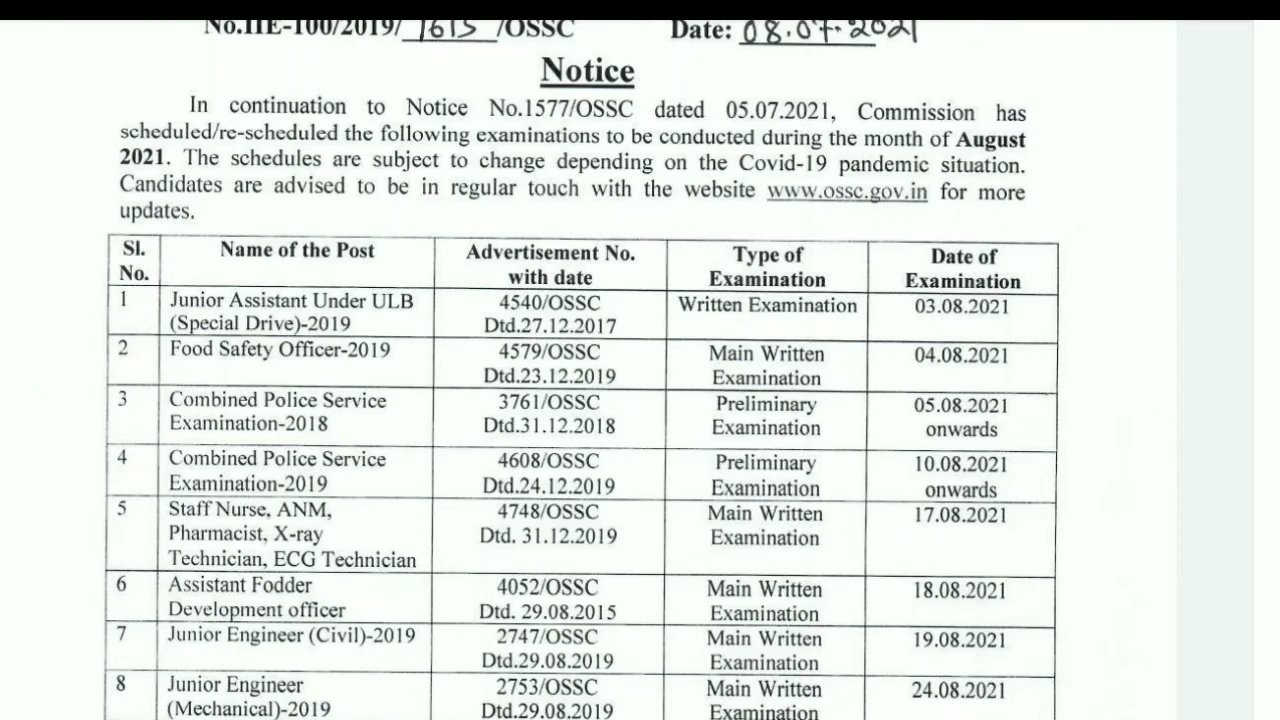 No.IIE-100/2019/ 1615 /OSSC Date: 08.07.2021
Notice
In continuation to Notice No.1577/OSSC dated 05.07.2021, Commission has
scheduled/re-scheduled the following examinations to be conducted during the month of August
2021. The schedules are subject to change depending on the Covid-19 pandemic situation.
Candidates are advised to be in regular touch with the website www.ossc.gov.in for more
updates.
Sl. No. Name of the Post Advertisement No. with date Type of Examination Date of Examination
1 Junior Assistant Under ULB (Special Drive)-2019 4540/OSSC Dtd.27.12.2017 Written Examination 03.08.2021
2 Food Safety Officer-2019 4579/OSSC Dtd.23.12.2019 Main Written Examination 04.08.2021
3 Combined Police Service Examination-2018 3761/OSSC Dtd.31.12.2018 Preliminary Examination 05.08.2021 onwards
4 Combined Police Service Examination-2019 4608/OSSC Dtd.24.12.2019 Preliminary Examination 10.08.2021 onwards
5 Staff Nurse, ANM, Pharmacist, X-ray Technician, ECG Technician 4748/OSSC Dtd. 31.12.2019 Main Written Examination 17.08.2021
6 Assistant Fodder Development officer 4052/OSSC Dtd. 29.08.2015 Main Written Examination 18.08.2021
7 Junior Engineer (Civil)-2019 2747/OSSC Dtd.29.08.2019 Main Written Examination 19.08.2021
8 Junior Engineer (Mechanical)-2019 2753/OSSC Dtd.29.08.2019 Main Written Examination 24.08.2021